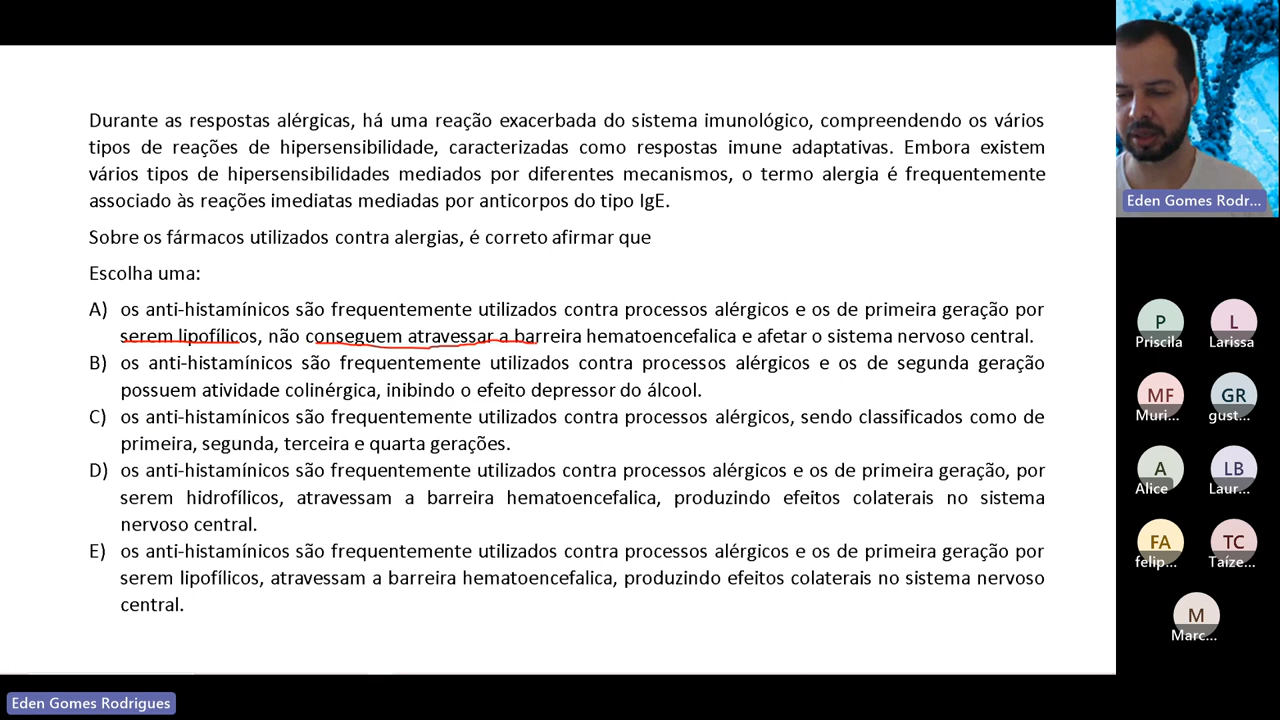 Durante as respostas alérgicas, há uma reação exacerbada do sistema imunológico, compreendendo os vários
tipos de reações de hipersensibilidade, caracterizadas como respostas imune adaptativas. Embora existem
vários tipos de hipersensibilidades mediados por diferentes mecanismos, o termo alergia é frequentemente
associado às reações imediatas mediadas por anticorpos do tipo IgE.
Sobre os fármacos utilizados contra alergias, é correto afirmar que
Escolha uma:
A) os anti-histamínicos são frequentemente utilizados contra processos alérgicos e os de primeira geração por
serem lipofílicos, não conseguem atravessar a barreira hematoencefalica e afetar o sistema nervoso central.
B) os anti-histamínicos são frequentemente utilizados contra processos alérgicos e os de segunda geração
possuem atividade colinérgica, inibindo o efeito depressor do álcool.
C) os anti-histamínicos são frequentemente utilizados contra processos alérgicos, sendo classificados como de
primeira, segunda, terceira e quarta gerações.
D) os anti-histamínicos são frequentemente utilizados contra processos alérgicos e os de primeira geração, por
serem hidrofílicos, atravessam a barreira hematoencefalica, produzindo efeitos colaterais no sistema
nervoso central.
E) os anti-histamínicos são frequentemente utilizados contra processos alérgicos e os de primeira geração por
serem lipofílicos, atravessam a barreira hematoencefalica, produzindo efeitos colaterais no sistema nervoso
central.
Eden Gomes Rodr...
P
Priscila
L
Larissa
MF
Muri...
GR
gust...
A
Alice
LB
Laur...
FA
felip...
TC
Taíze...
M
Marc...
Eden Gomes Rodrigues